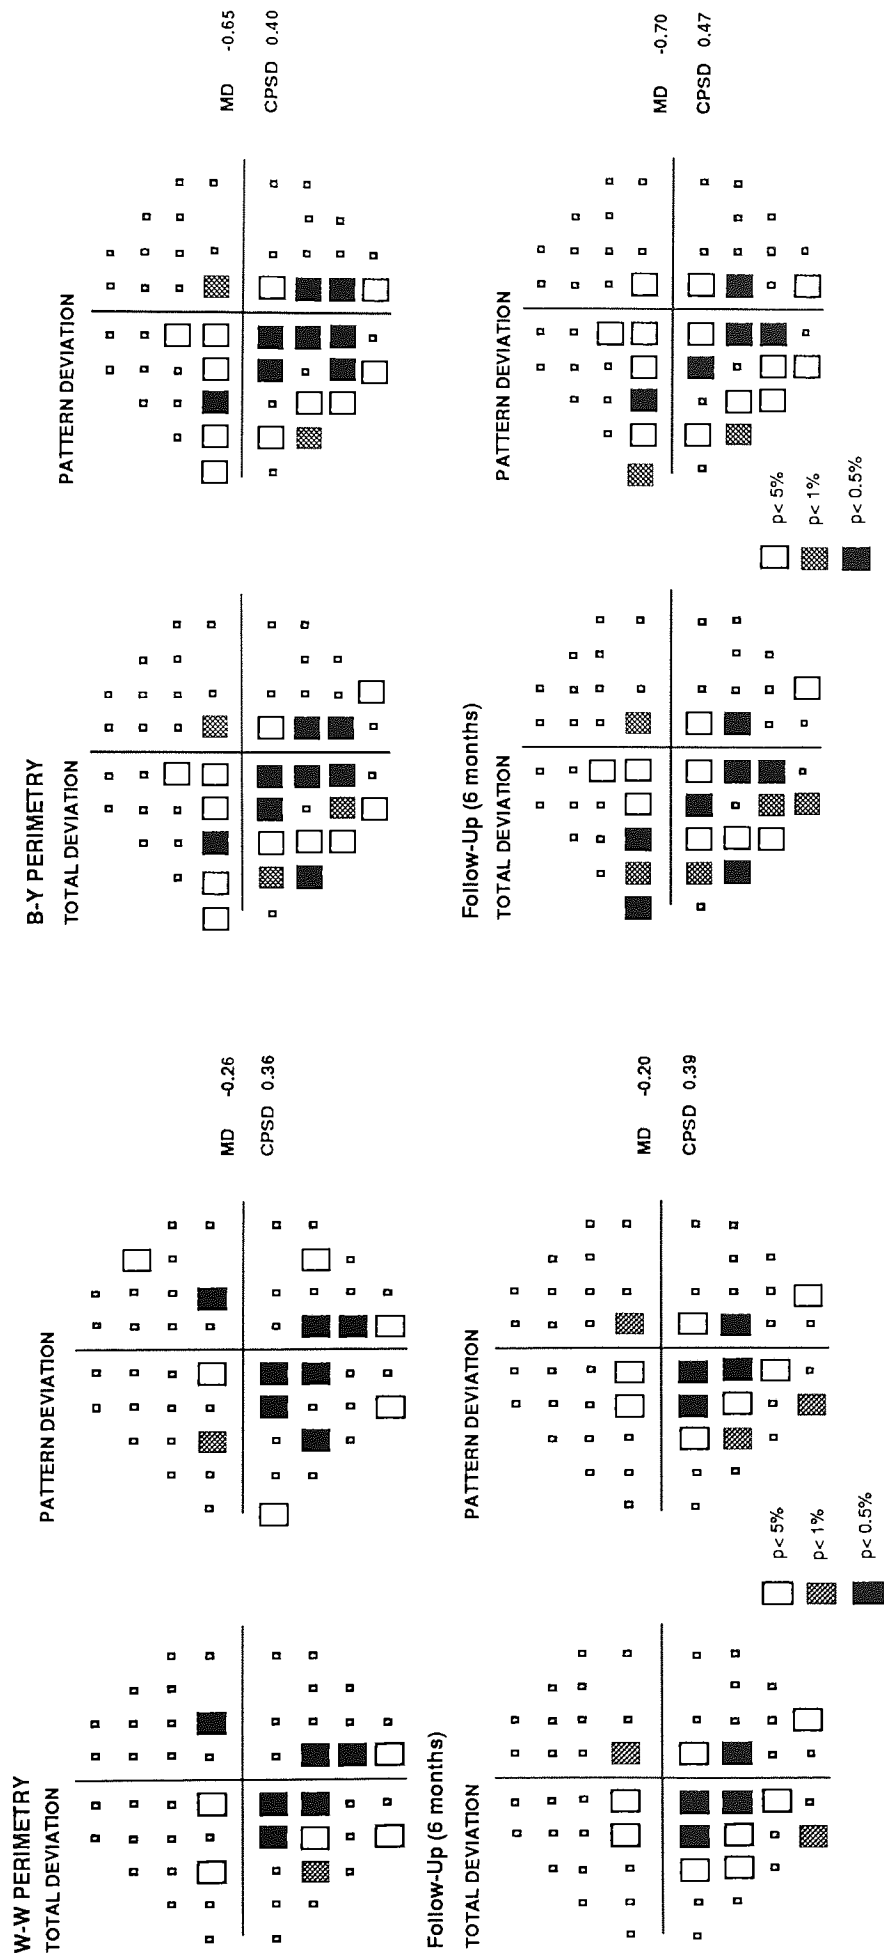 W-W PERIMETRY
TOTAL DEVIATION
PATTERN DEVIATION
MD -0.26
CPSD 0.36
Follow-Up (6 months)
TOTAL DEVIATION
PATTERN DEVIATION
MD -0.20
CPSD 0.39
p< 5%
p< 1%
p< 0.5%
B-Y PERIMETRY
TOTAL DEVIATION
PATTERN DEVIATION
MD -0.65
CPSD 0.40
Follow-Up (6 months)
TOTAL DEVIATION
PATTERN DEVIATION
MD -0.70
CPSD 0.47
p< 5%
p< 1%
p< 0.5%